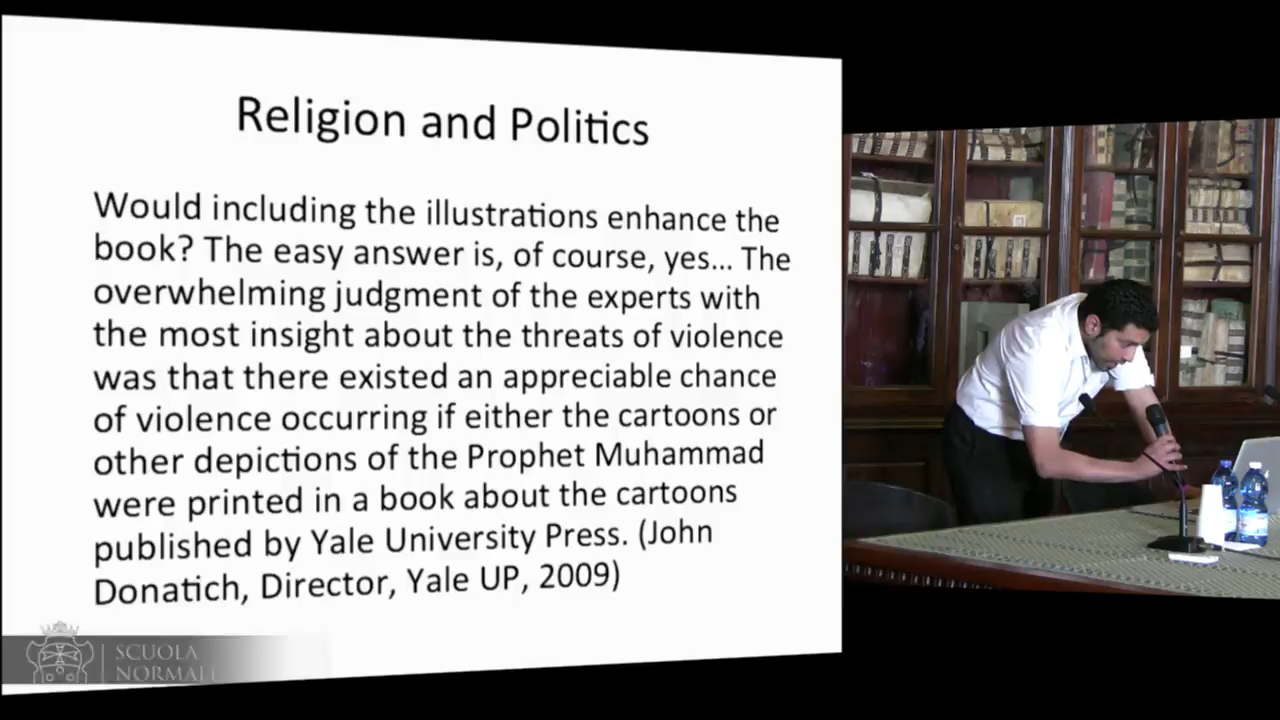 Religion and Politics
Would including the illustrations enhance the
book? The easy answer is, of course, yes... The
overwhelming judgment of the experts with
the most insight about the threats of violence
was that there existed an appreciable chance
of violence occurring if either the cartoons or
other depictions of the Prophet Muhammad
were printed in a book about the cartoons
published by Yale University Press. (John
Donatich, Director, Yale UP, 2009)
SCUOLA
NORMAL